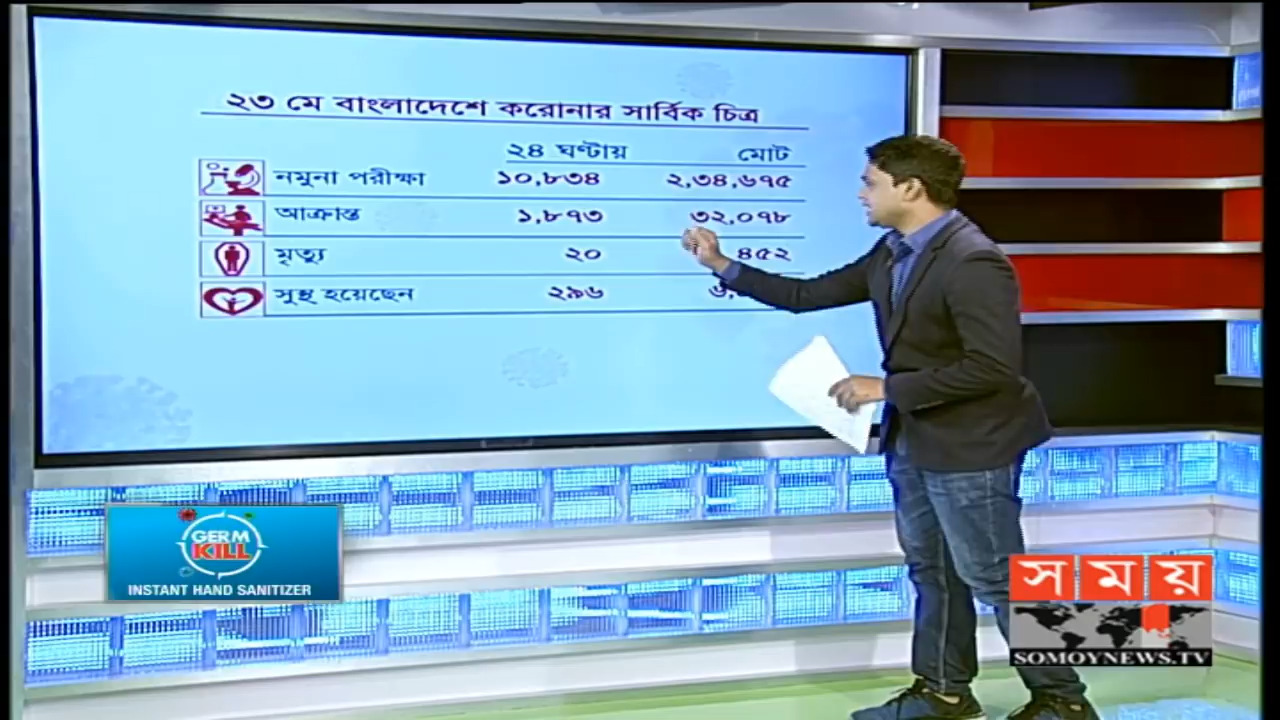 ২৩ মে বাংলাদেশে করোনার সার্বিক চিত্র
২৪ ঘণ্টায় মোট
নমুনা পরীক্ষা ১০,৮৩৪ ২,৩৪,৬৭৫
আক্রান্ত ১,৮৭৩ ৩২,০৭৮
মৃত্যু ২০ ৪৫২
সুস্থ হয়েছেন ২৯৬
GERM
KILL
INSTANT HAND SANITIZER
সময়
SOMOYNEWS.TV